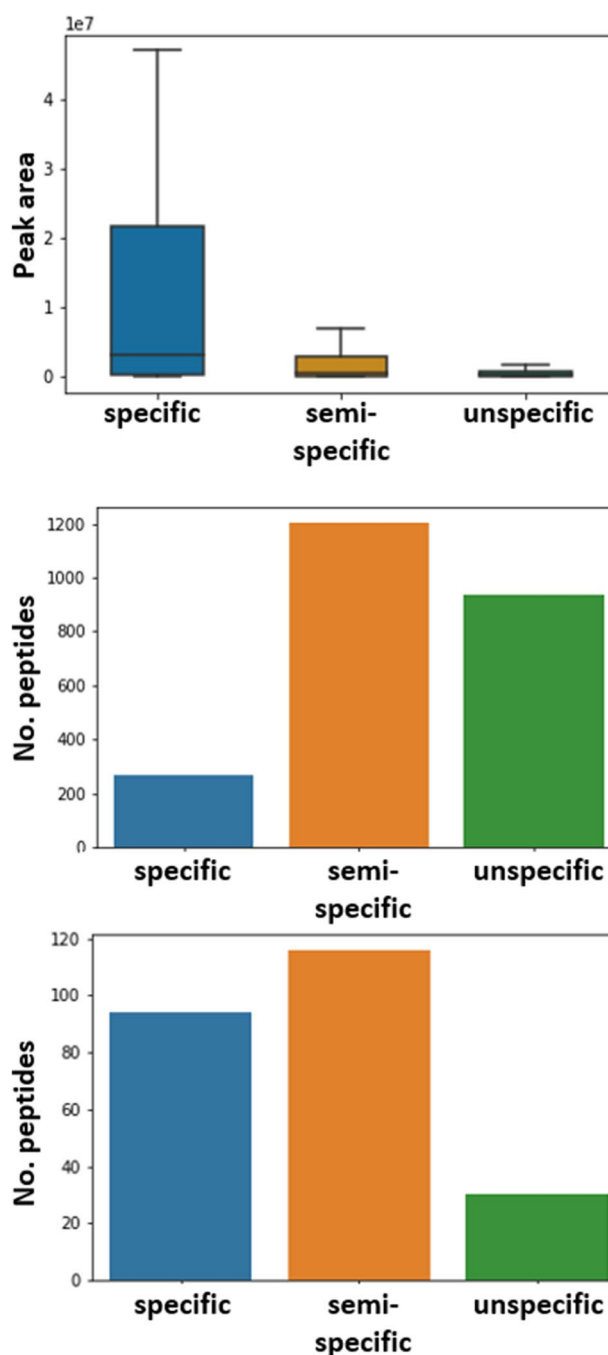 1e7
Peak area
4
3
2
1
0
specific semi- unspecific
specific
No. peptides
1200
1000
800
600
400
200
0
specific semi- unspecific
specific
No. peptides
120
100
80
60
40
20
0
specific semi- unspecific
specific